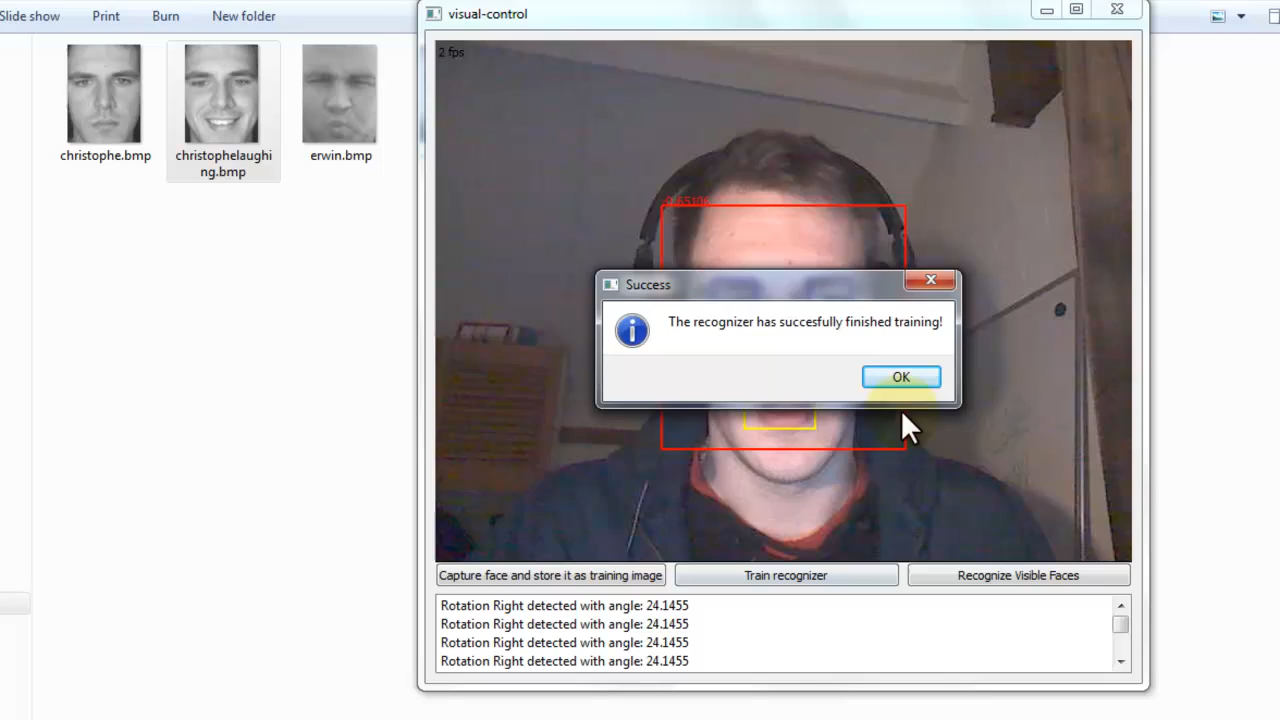 Slide show
Print
Burn
New folder
visual-control
2 fps
christophe.bmp
christophelaughi
ng.bmp
erwin.bmp
Success
The recognizer has succesfully finished training!
OK
Capture face and store it as training image
Train recognizer
Recognize Visible Faces
Rotation Right detected with angle: 24.1455
Rotation Right detected with angle: 24.1455
Rotation Right detected with angle: 24.1455
Rotation Right detected with angle: 24.1455